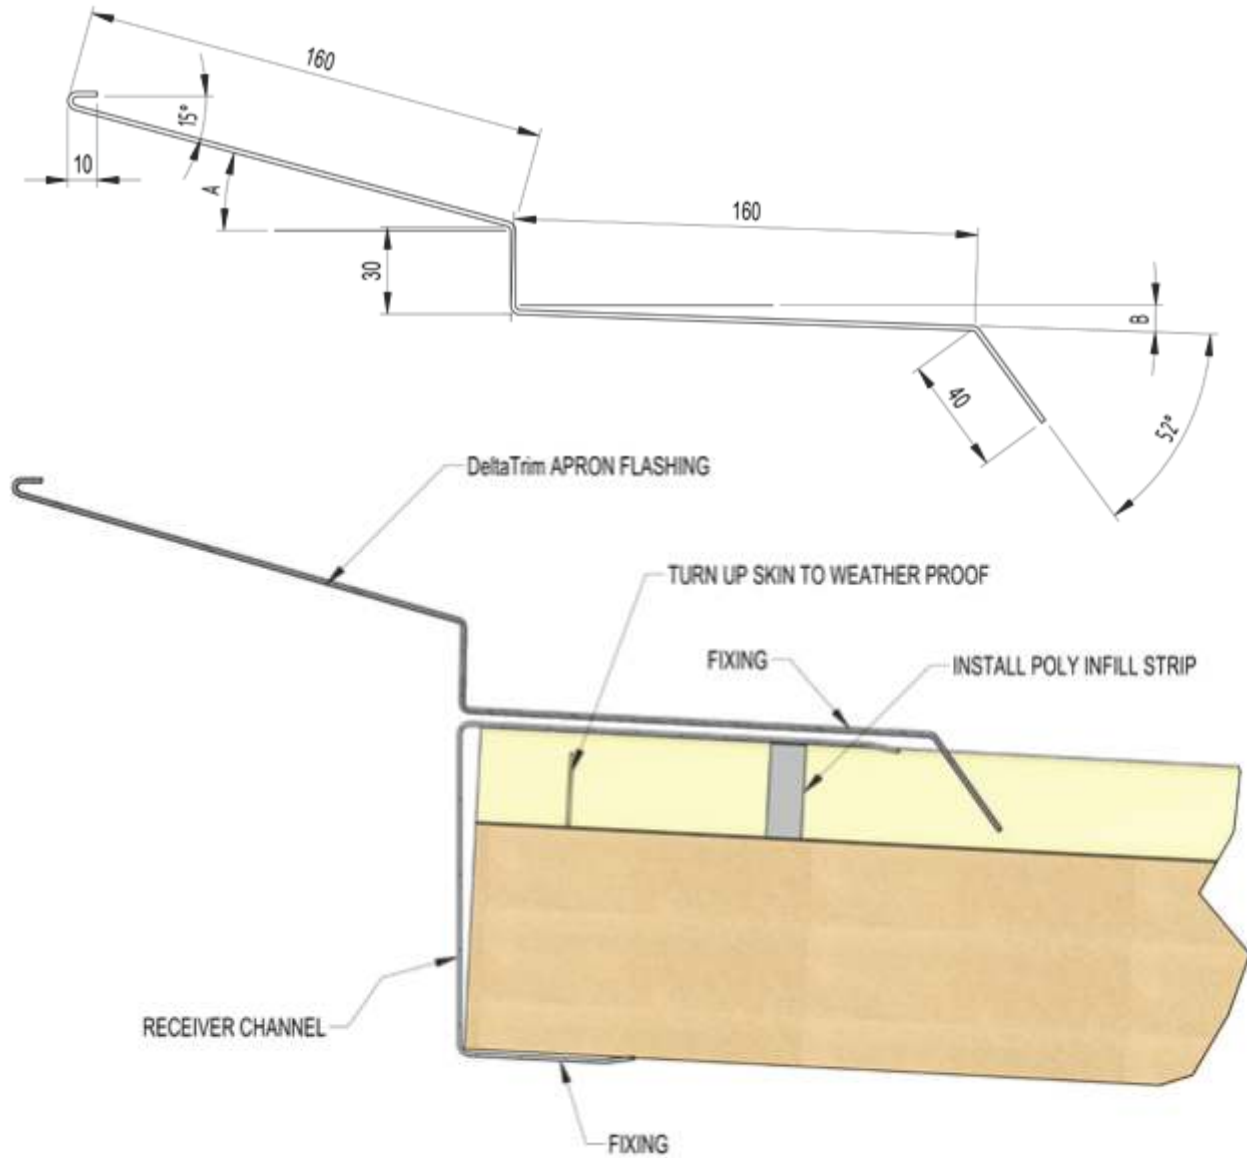 160
15°
10
A
160
30
B
40
52°
DeltaTrim APRON FLASHING
TURN UP SKIN TO WEATHER PROOF
FIXING
INSTALL POLY INFILL STRIP
RECEIVER CHANNEL
FIXING